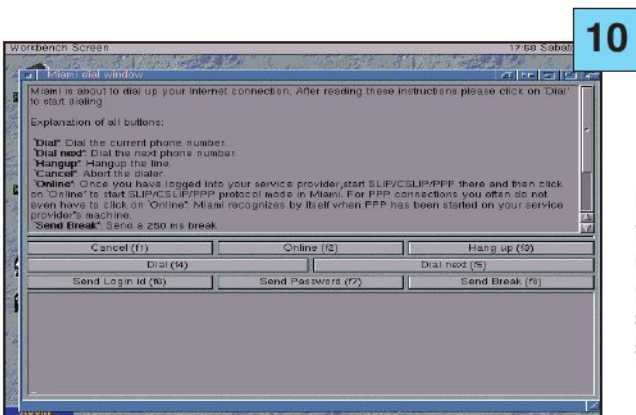 10
Workbench Screen 17:58
Miami dial window
Miami is about to dial up your internet connection. After reading these instructions please click on 'Dial'
to start dialing.
Explanation of all buttons:
'Dial': Dial the current phone number.
'Dial next': Dial the next phone number.
'Hangup': Hangup the line.
'Cancel': Abort the dialer.
'Online': Once you have logged into your service provider,start SLIP/CSLIP/PPP there and then click
on 'Online' to start SLIP/CSLIP/PPP protocol mode in Miami. For PPP connections you often do not
even have to click on 'Online': Miami recognizes by itself when PPP has been started on your service
provider's machine.
'Send Break': Send a 250 ms break
Cancel (f1) Online (f2) Hang up (f3)
Dial (f4) Dial next (f5)
Send Login id (f6) Send Password (f7) Send Break (f8)